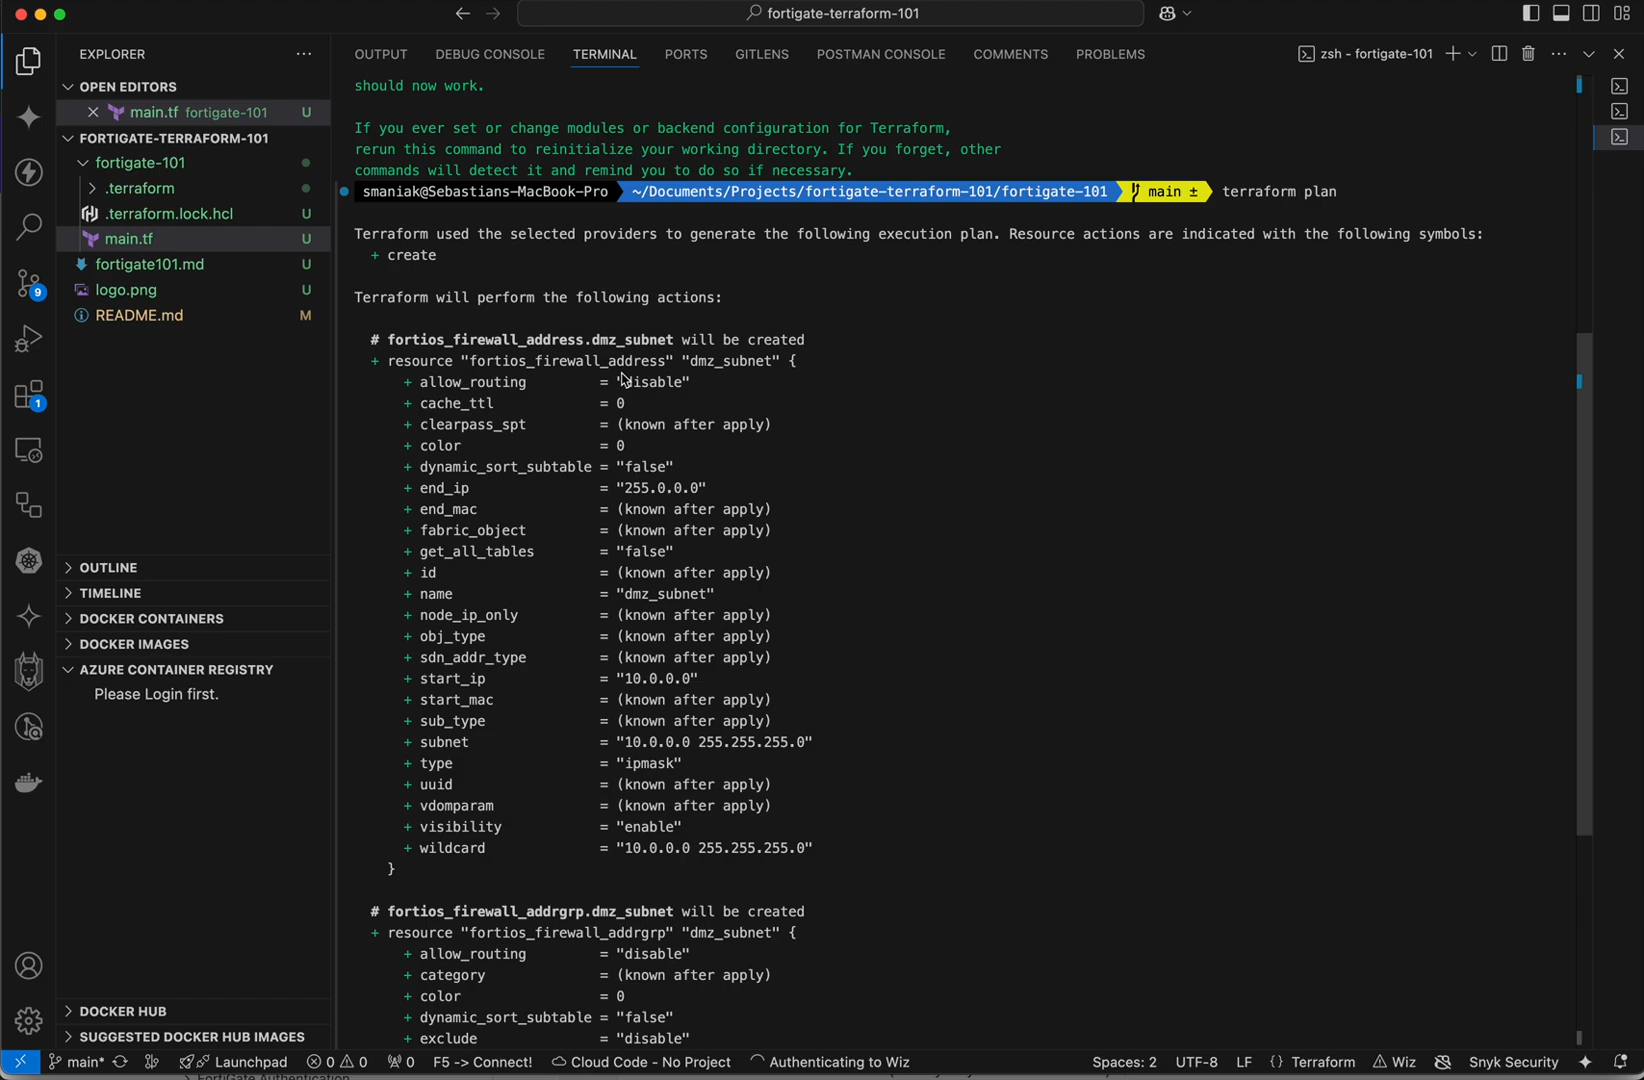 fortigate-terraform-101
EXPLORER
OPEN EDITORS
main.tf fortigate-101 U
FORTIGATE-TERRAFORM-101
fortigate-101
.terraform
.terraform.lock.hcl U
main.tf U
fortigate101.md U
logo.png U
README.md M
9
1
OUTLINE
TIMELINE
DOCKER CONTAINERS
DOCKER IMAGES
AZURE CONTAINER REGISTRY
Please Login first.
DOCKER HUB
SUGGESTED DOCKER HUB IMAGES
OUTPUT DEBUG CONSOLE TERMINAL PORTS GITLENS POSTMAN CONSOLE COMMENTS PROBLEMS zsh - fortigate-101
should now work.
If you ever set or change modules or backend configuration for Terraform,
rerun this command to reinitialize your working directory. If you forget, other
commands will detect it and remind you to do so if necessary.
smaniak@Sebastians-MacBook-Pro ~/Documents/Projects/fortigate-terraform-101/fortigate-101 main ± terraform plan
Terraform used the selected providers to generate the following execution plan. Resource actions are indicated with the following symbols:
+ create
Terraform will perform the following actions:
# fortios_firewall_address.dmz_subnet will be created
+ resource "fortios_firewall_address" "dmz_subnet" {
+ allow_routing = "disable"
+ cache_ttl = 0
+ clearpass_spt = (known after apply)
+ color = 0
+ dynamic_sort_subtable = "false"
+ end_ip = "255.0.0.0"
+ end_mac = (known after apply)
+ fabric_object = (known after apply)
+ get_all_tables = "false"
+ id = (known after apply)
+ name = "dmz_subnet"
+ node_ip_only = (known after apply)
+ obj_type = (known after apply)
+ sdn_addr_type = (known after apply)
+ start_ip = "10.0.0.0"
+ start_mac = (known after apply)
+ sub_type = (known after apply)
+ subnet = "10.0.0.0 255.255.255.0"
+ type = "ipmask"
+ uuid = (known after apply)
+ vdomparam = (known after apply)
+ visibility = "enable"
+ wildcard = "10.0.0.0 255.255.255.0"
}
# fortios_firewall_addrgrp.dmz_subnet will be created
+ resource "fortios_firewall_addrgrp" "dmz_subnet" {
+ allow_routing = "disable"
+ category = (known after apply)
+ color = 0
+ dynamic_sort_subtable = "false"
+ exclude = "disable"
main* Launchpad 0 0 0 F5 -> Connect! Cloud Code - No Project Authenticating to Wiz Spaces: 2 UTF-8 LF {} Terraform Wiz Snyk Security